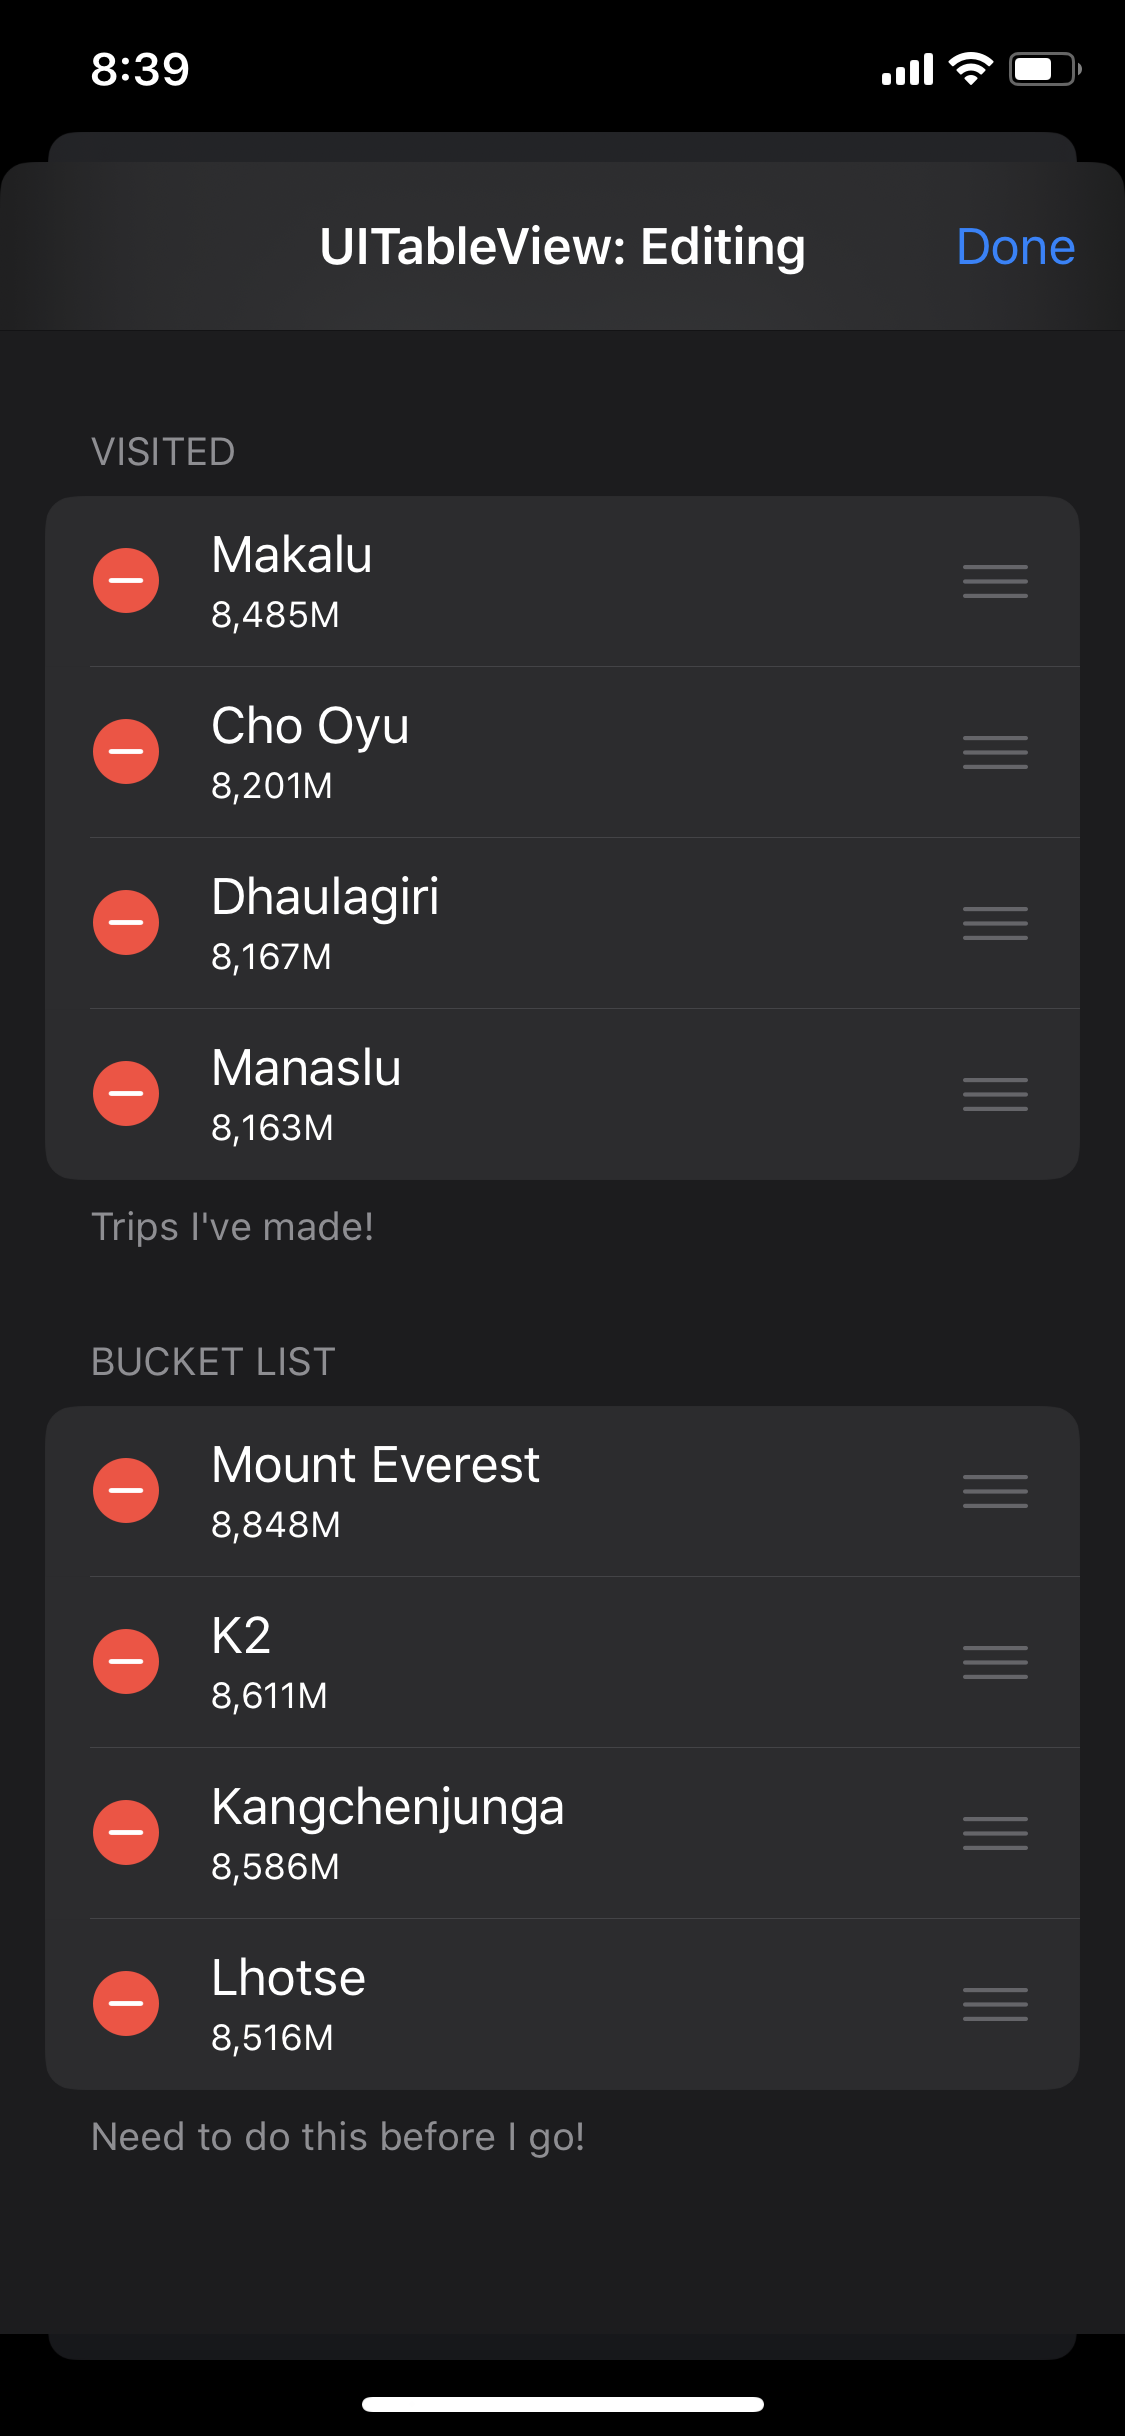 8:39
UITableView: Editing
Done
VISITED
Makalu
8,485M
Cho Oyu
8,201M
Dhaulagiri
8,167M
Manaslu
8,163M
Trips I've made!
BUCKET LIST
Mount Everest
8,848M
K2
8,611M
Kangchenjunga
8,586M
Lhotse
8,516M
Need to do this before I go!